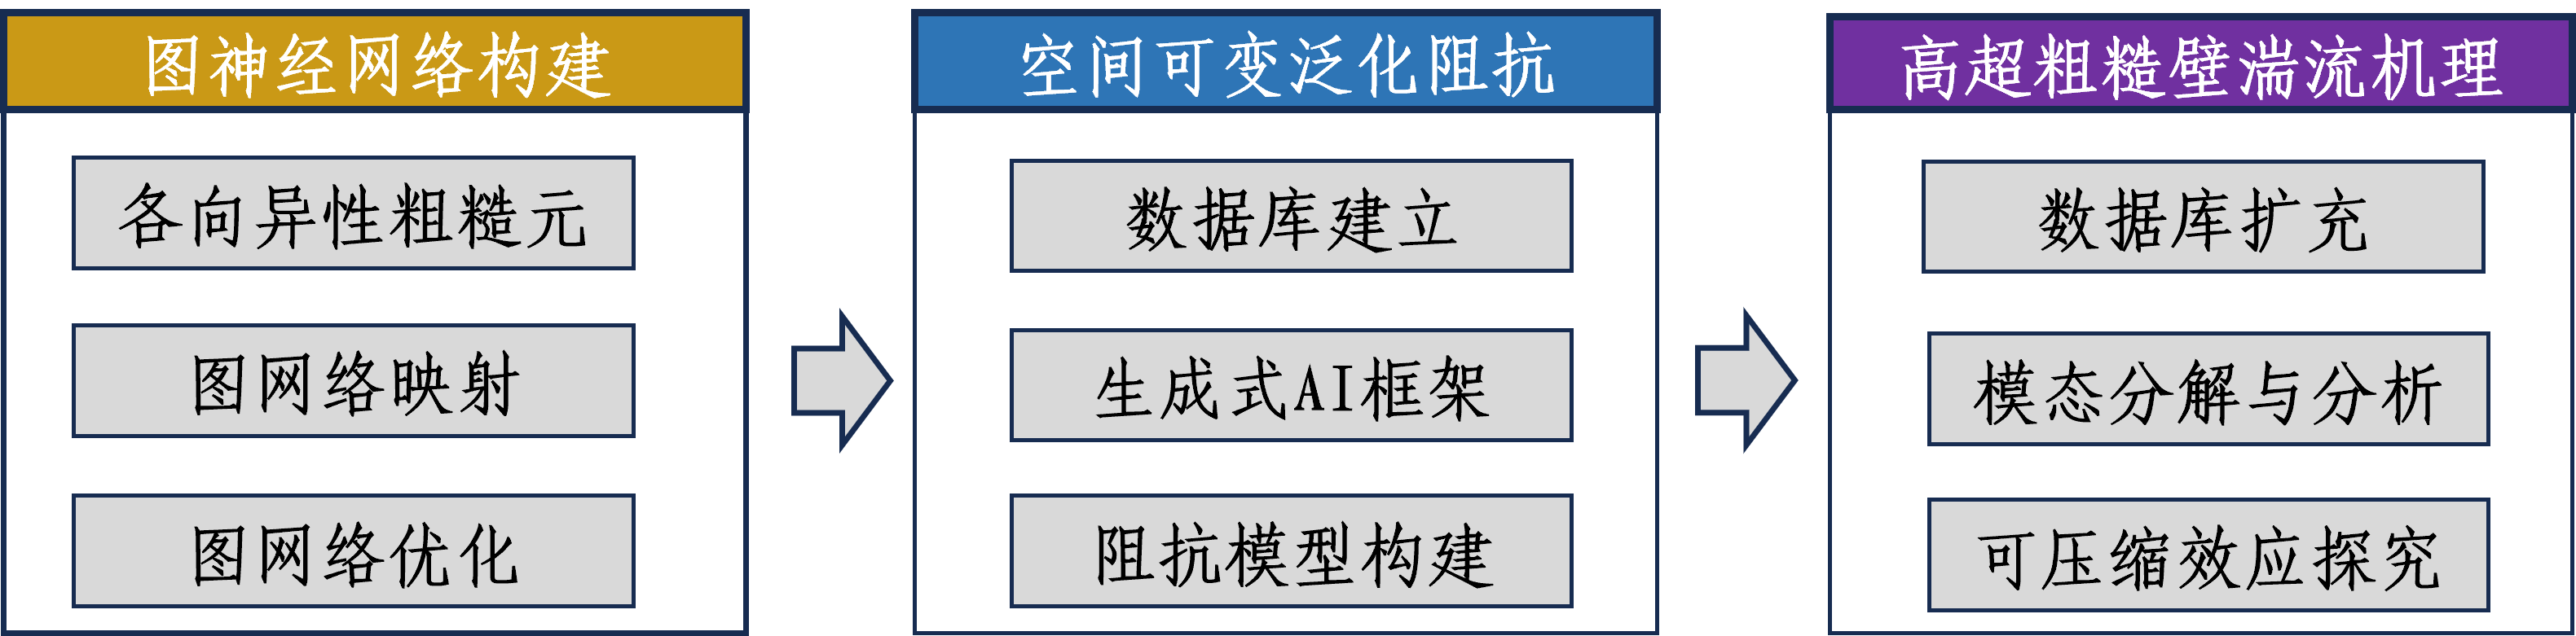 图神经网络构建
各向异性粗糙元
图网络映射
图网络优化
空间可变泛化阻抗
数据库建立
生成式AI框架
阻抗模型构建
高超粗糙壁湍流机理
数据库扩充
模态分解与分析
可压缩效应探究